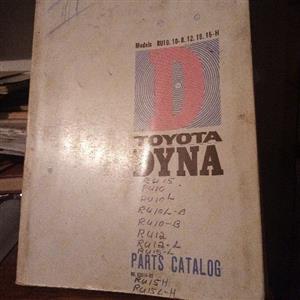 Models RU10, 10-B, 12, 15, 15-H
D
TOYOTA
DYNA
RU15
RU10
RU10L
RU10L-B
RU10-B
RU12
RU12-L
RU15-L
PARTS CATALOG
RU15H
RU15L-H